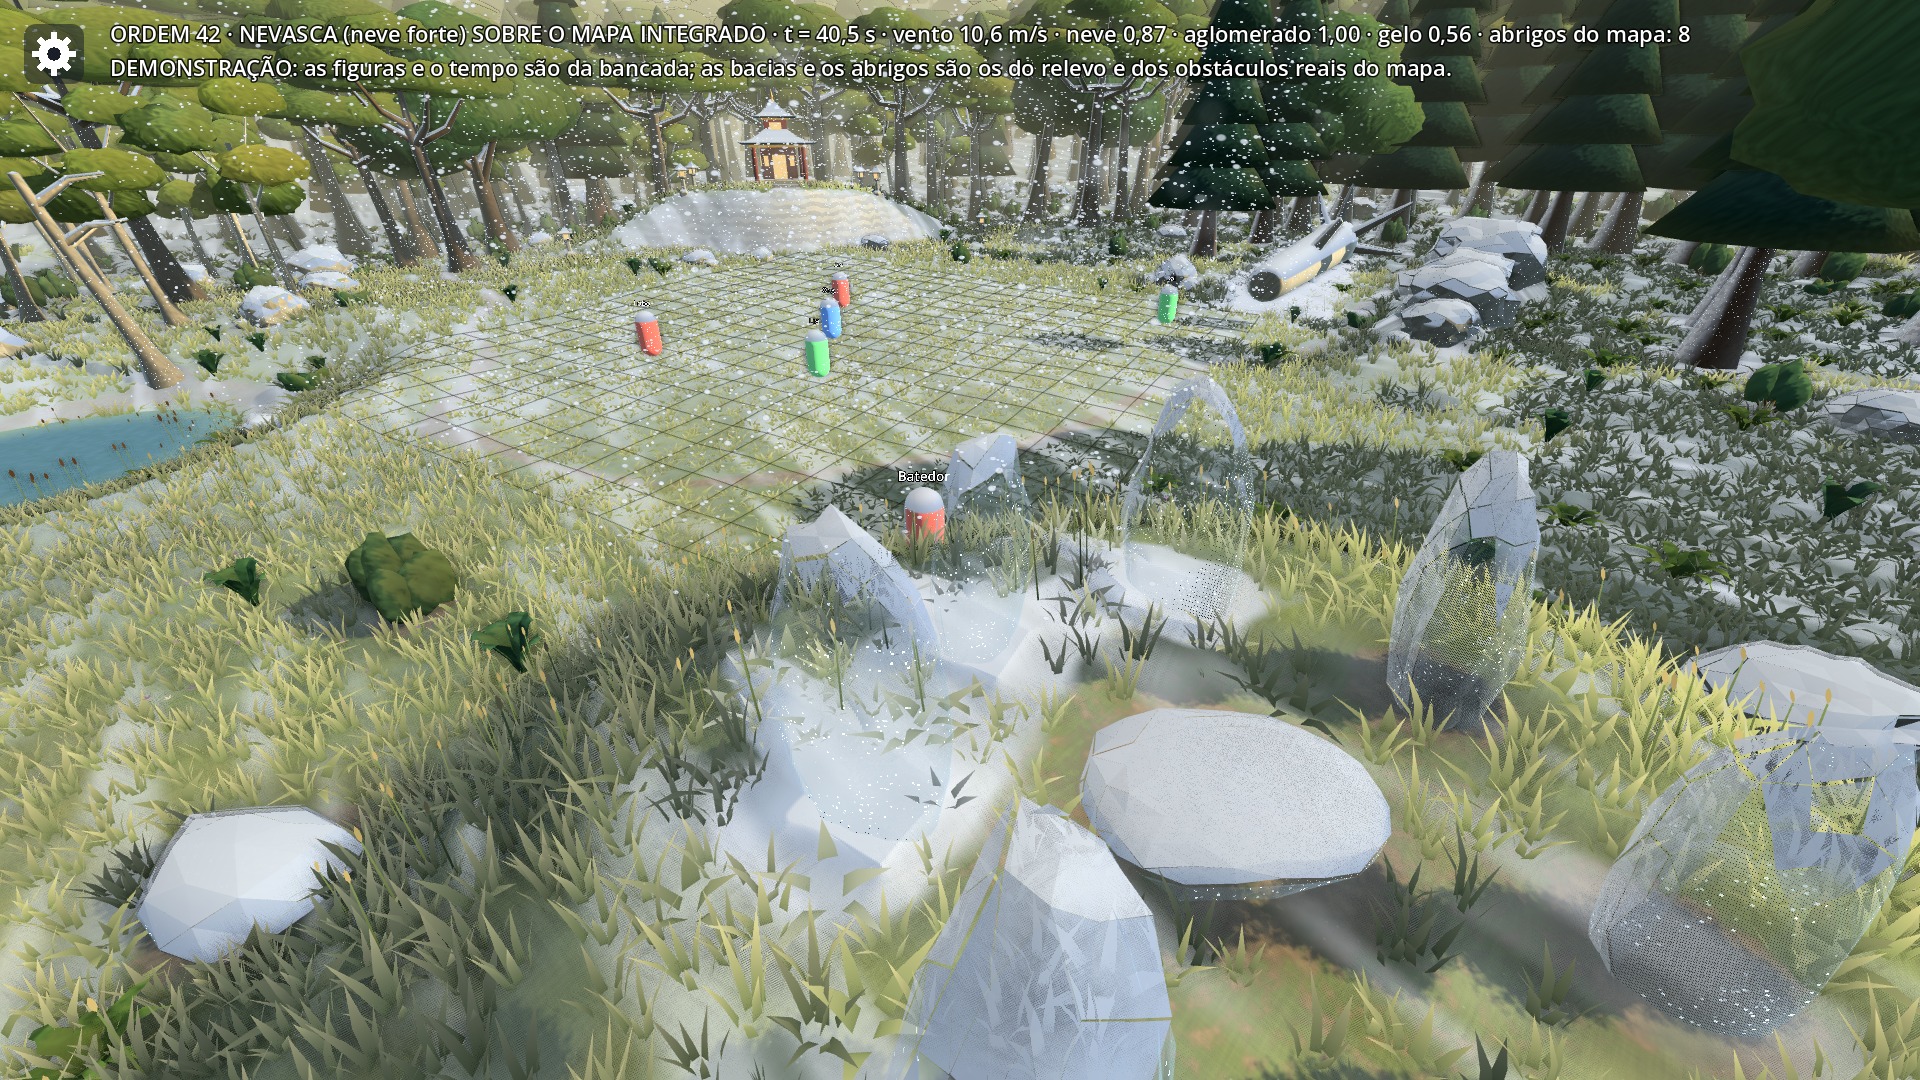 ORDEM 42 · NEVASCA (neve forte) SOBRE O MAPA INTEGRADO · t = 40,5 s · vento 10,6 m/s · neve 0,87 · aglomerado 1,00 · gelo 0,56 · abrigos do mapa: 8
DEMONSTRAÇÃO: as figuras e o tempo são da bancada; as bacias e os abrigos são os do relevo e dos obstáculos reais do mapa.
Batedor